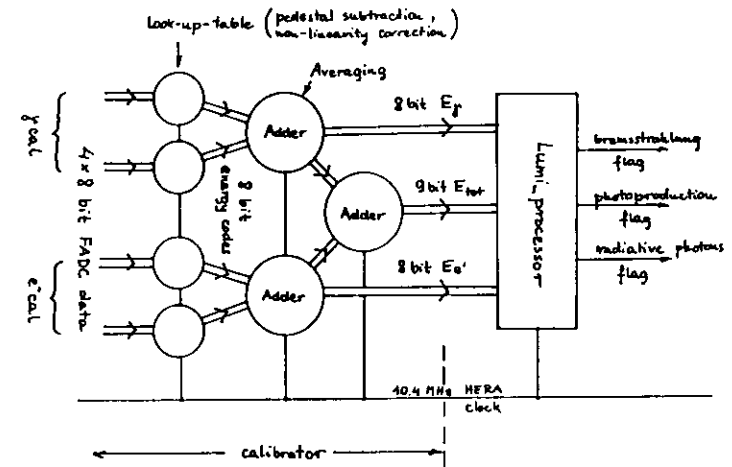 Look-up-table (pedestal subtraction,
non-linearity correction)
Averaging
γ cal
e⁻cal
4 × 8 bit FADC data
8 bit
energy codes
Adder
Adder
Adder
8 bit Eγ
9 bit Etot
8 bit Ee'
Lumi_processor
bremsstrahlung
flag
photoproduction
flag
radiative photons
flag
10.4 MHz HERA
clock
calibrator